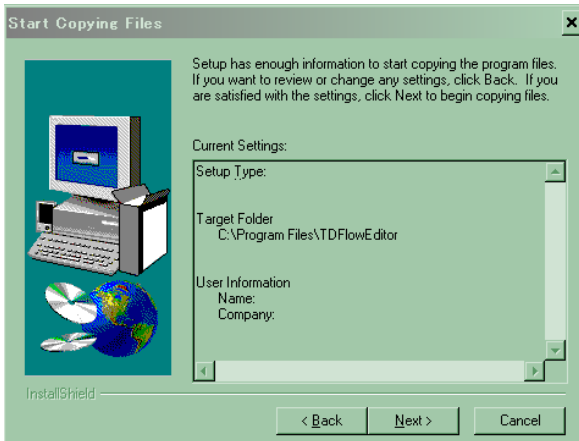 Start Copying Files
Setup has enough information to start copying the program files.
If you want to review or change any settings, click Back. If you
are satisfied with the settings, click Next to begin copying files.
Current Settings:
Setup Type:
Target Folder
C:\Program Files\TDFlowEditor
User Information
Name:
Company:
InstallShield
< Back
Next >
Cancel